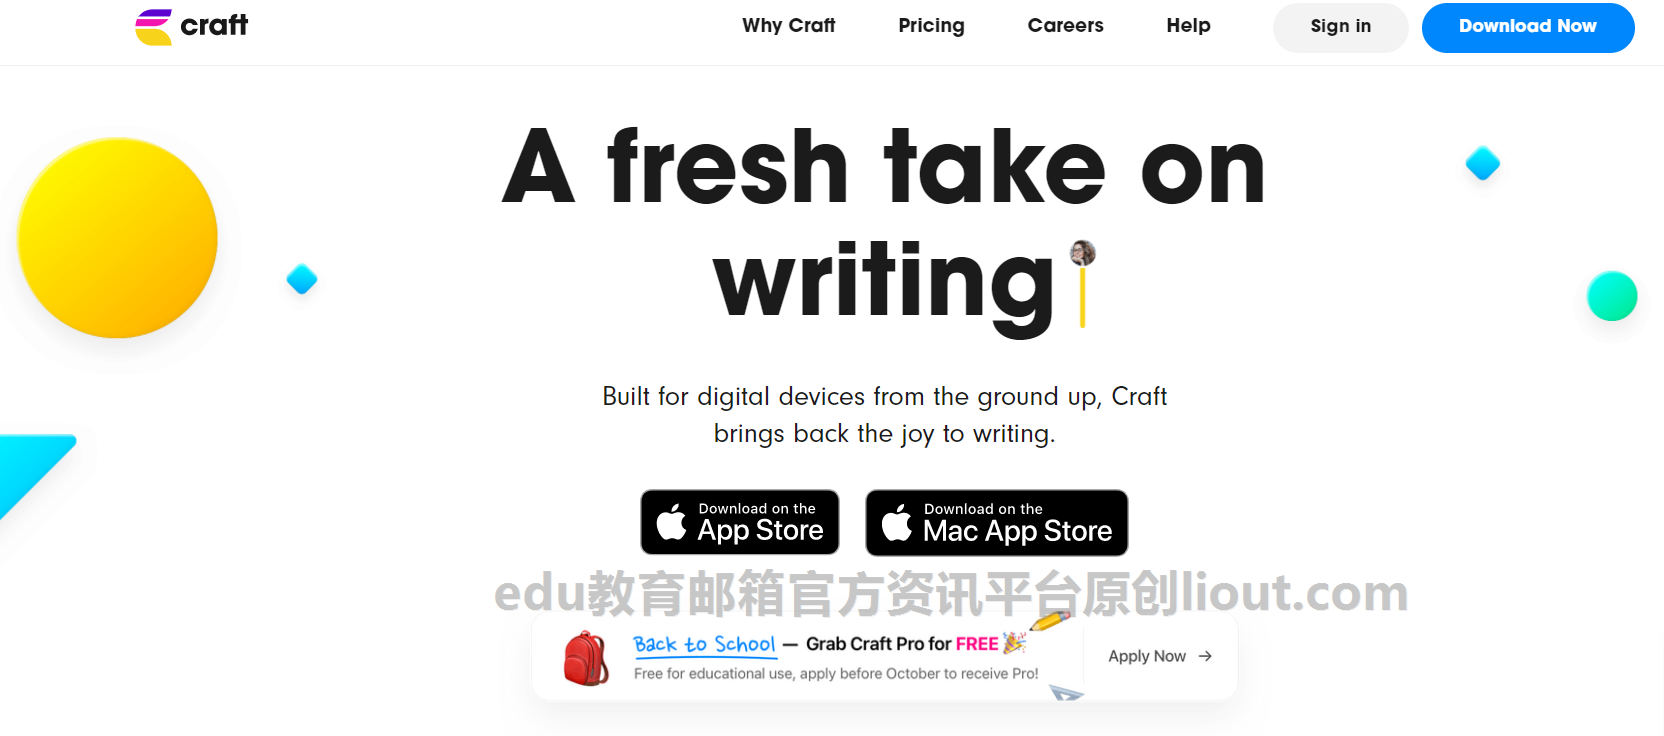 craft
Why Craft
Pricing
Careers
Help
Sign in
Download Now
A fresh take on
writing
Built for digital devices from the ground up, Craft
brings back the joy to writing.
Download on the
App Store
Download on the
Mac App Store
edu教育邮箱官方资讯平台原创liout.com
Back to School — Grab Craft Pro for FREE
Free for educational use, apply before October to receive Pro!
Apply Now →